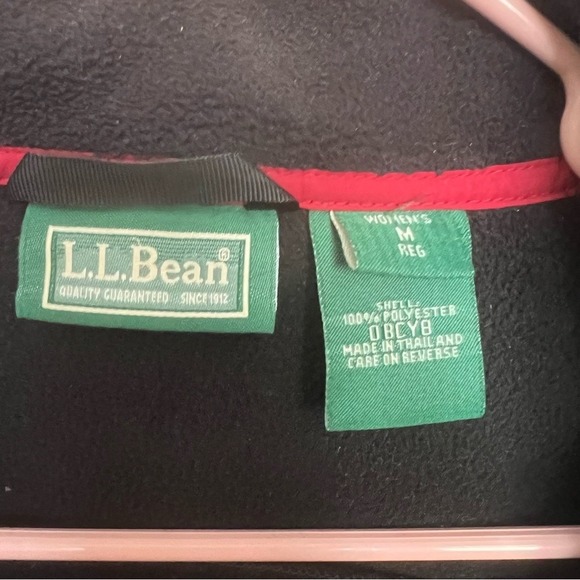 L.L.Bean®
QUALITY GUARANTEED SINCE 1912
WOMEN'S
M
REG
SHELL:
100% POLYESTER
0BCY8
MADE IN THAILAND
CARE ON REVERSE